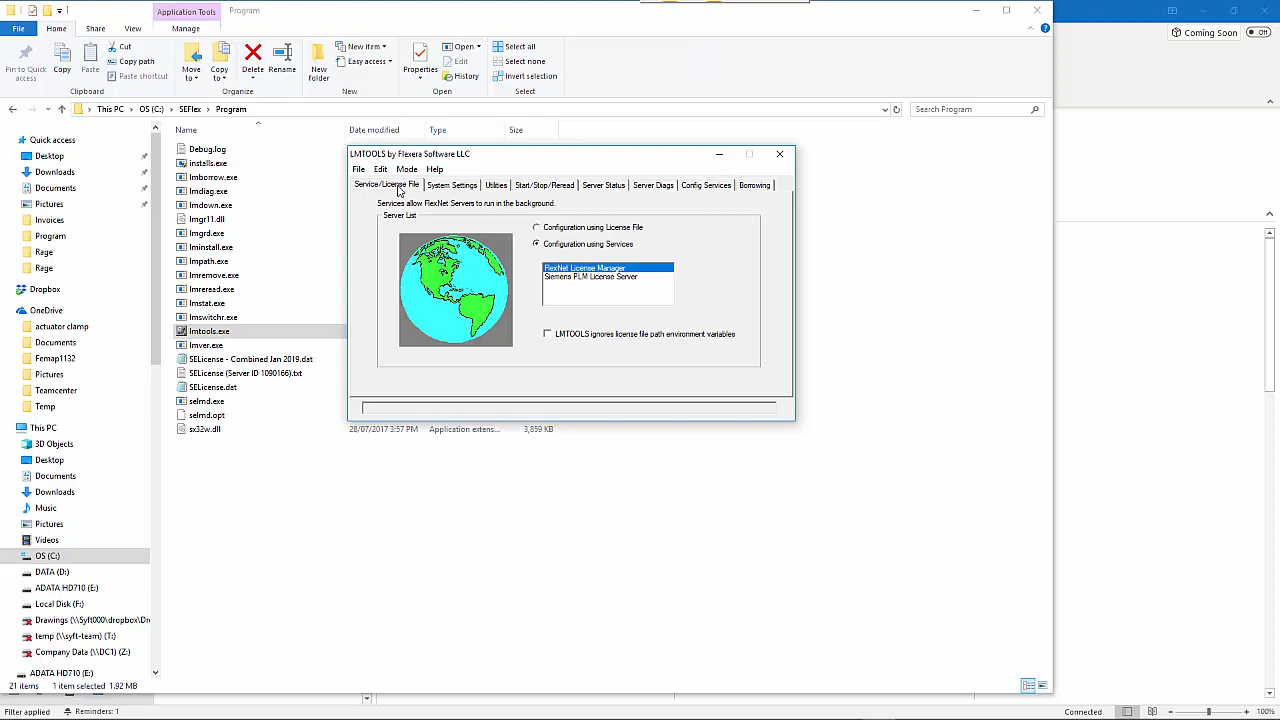 Application Tools Program
File Home Share View Manage
Coming Soon Off
Pin to Quick access
Copy
Paste
Cut
Copy path
Paste shortcut
Move to
Copy to
Delete
Rename
New folder
New item
Easy access
Properties
Open
Edit
History
Select all
Select none
Invert selection
Clipboard Organize New Open Select
This PC OS (C:) SEFlex Program
Search Program
Quick access
Desktop
Downloads
Documents
Pictures
Invoices
Program
Rage
Rage
Dropbox
OneDrive
actuator clamp
Documents
Femap1132
Pictures
Teamcenter
Temp
This PC
3D Objects
Desktop
Documents
Downloads
Music
Pictures
Videos
OS (C:)
DATA (D:)
ADATA HD710 (E:)
Local Disk (F:)
Drawings (\\Syft000\dropbox\Dro
temp (\\syft-team) (T:)
Company Data (\\DC1) (Z:)
ADATA HD710 (E:)
Name Date modified Type Size
Debug.log
installs.exe
lmborrow.exe
lmdiag.exe
lmdown.exe
lmgr11.dll
lmgrd.exe
lminstall.exe
lmpath.exe
lmremove.exe
lmreread.exe
lmstat.exe
lmswitchr.exe
lmtools.exe
lmver.exe
SELicense - Combined Jan 2019.dat
SELicense (Server ID 1090166).txt
SELicense.dat
selmd.exe
selmd.opt
sx32w.dll 28/07/2017 3:57 PM Application extens... 3,859 KB
LMTOOLS by Flexera Software LLC
File Edit Mode Help
Service/License File System Settings Utilities Start/Stop/Reread Server Status Server Diags Config Services Borrowing
Services allow FlexNet Servers to run in the background.
Server List
Configuration using License File
Configuration using Services
FlexNet License Manager
Siemens PLM License Server
LMTOOLS ignores license file path environment variables
21 items 1 item selected 1.92 MB
Filter applied Reminders: 1 Connected 100%